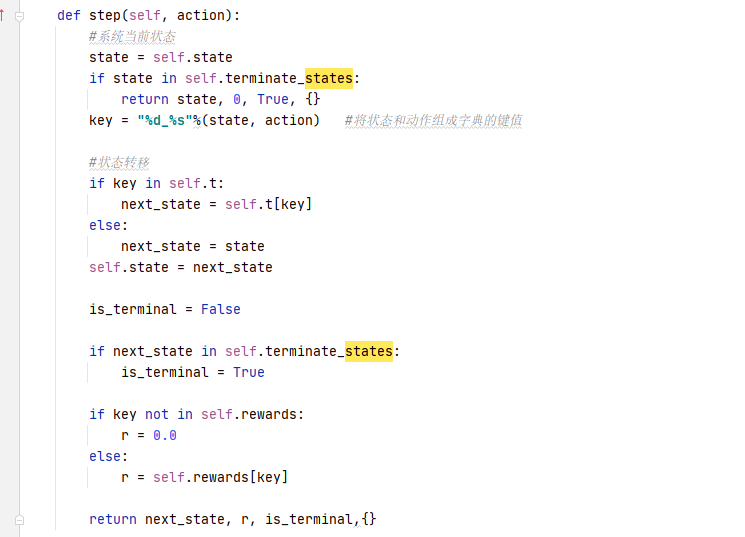 def step(self, action):
#系统当前状态
state = self.state
if state in self.terminate_states:
return state, 0, True, {}
key = "%d_%s"%(state, action)   #将状态和动作组成字典的键值
#状态转移
if key in self.t:
next_state = self.t[key]
else:
next_state = state
self.state = next_state
is_terminal = False
if next_state in self.terminate_states:
is_terminal = True
if key not in self.rewards:
r = 0.0
else:
r = self.rewards[key]
return next_state, r, is_terminal,{}